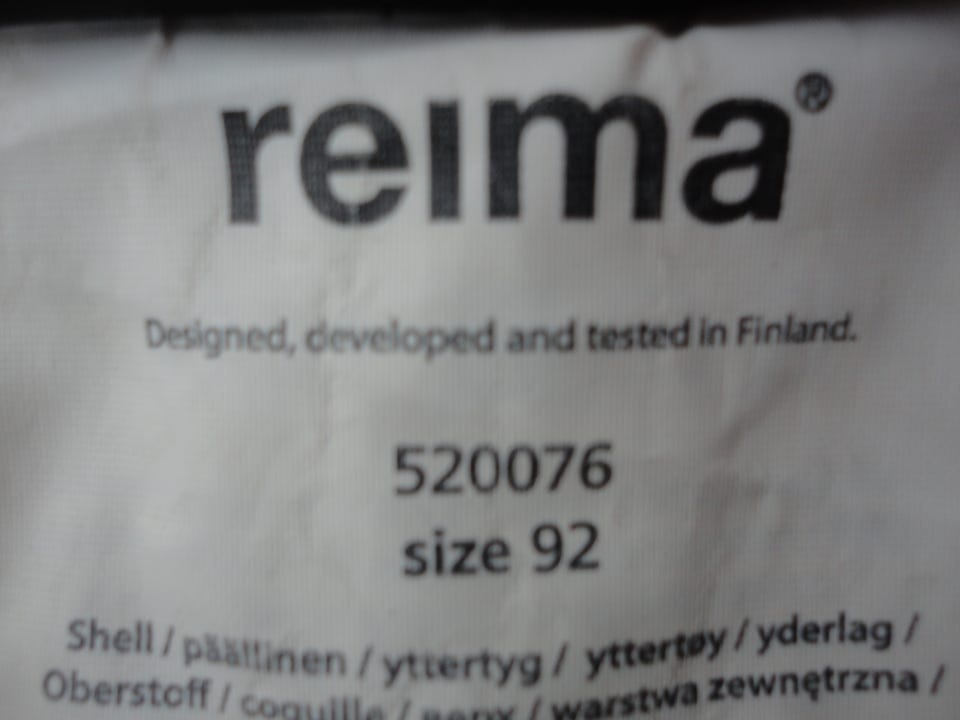 reima®
Designed, developed and tested in Finland.
520076
size 92
Shell / päällinen / yttertyg / yttertøy / yderlag /
Oberstoff / coquille / верх / warstwa zewnętrzna /